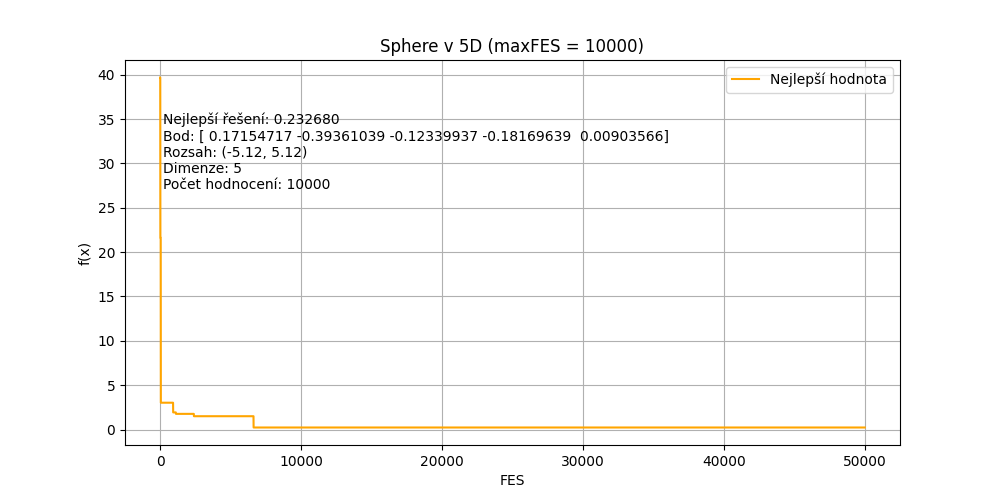 Sphere v 5D (maxFES = 10000)
Nejlepší hodnota
40
35
30
25
20
15
10
5
0
f(x)
Nejlepší řešení: 0.232680
Bod: [ 0.17154717 -0.39361039 -0.12339937 -0.18169639  0.00903566]
Rozsah: (-5.12, 5.12)
Dimenze: 5
Počet hodnocení: 10000
0 10000 20000 30000 40000 50000
FES